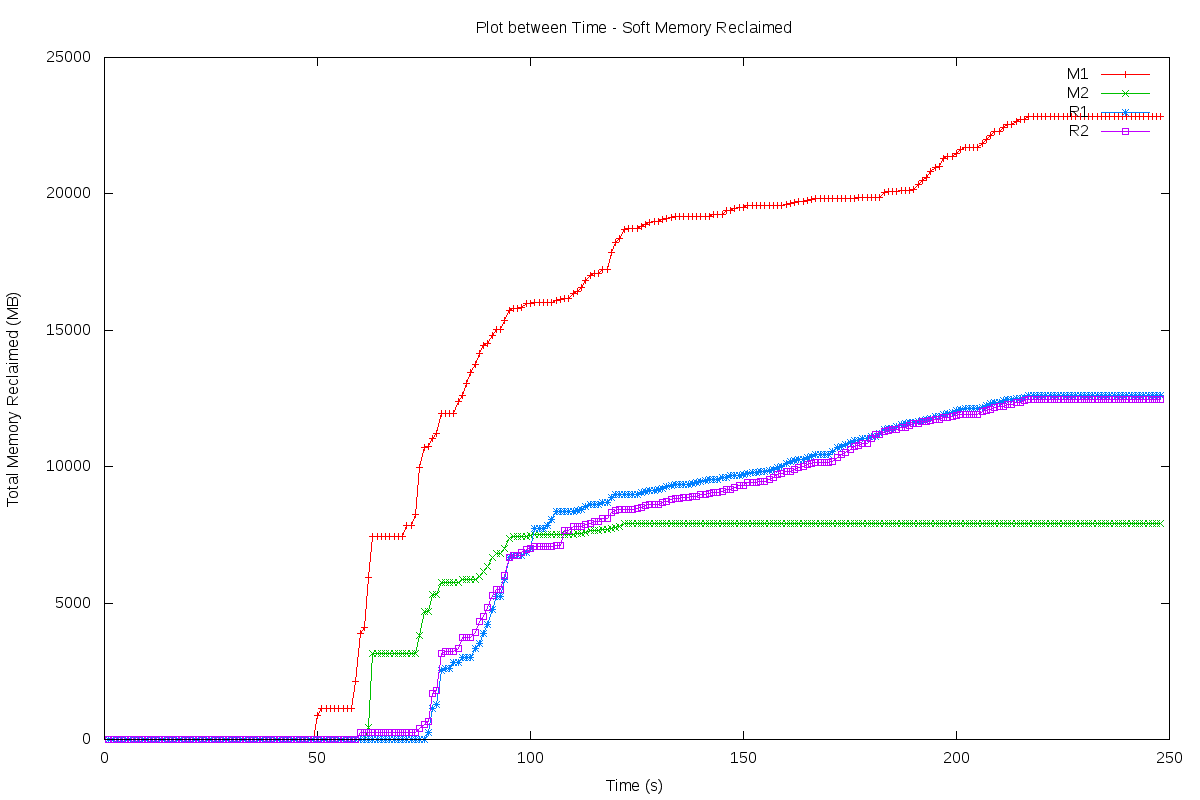 Plot between Time - Soft Memory Reclaimed
Total Memory Reclaimed (MB)
25000
20000
15000
10000
5000
0
M1
M2
R1
R2
0 50 100 150 200 250
Time (s)